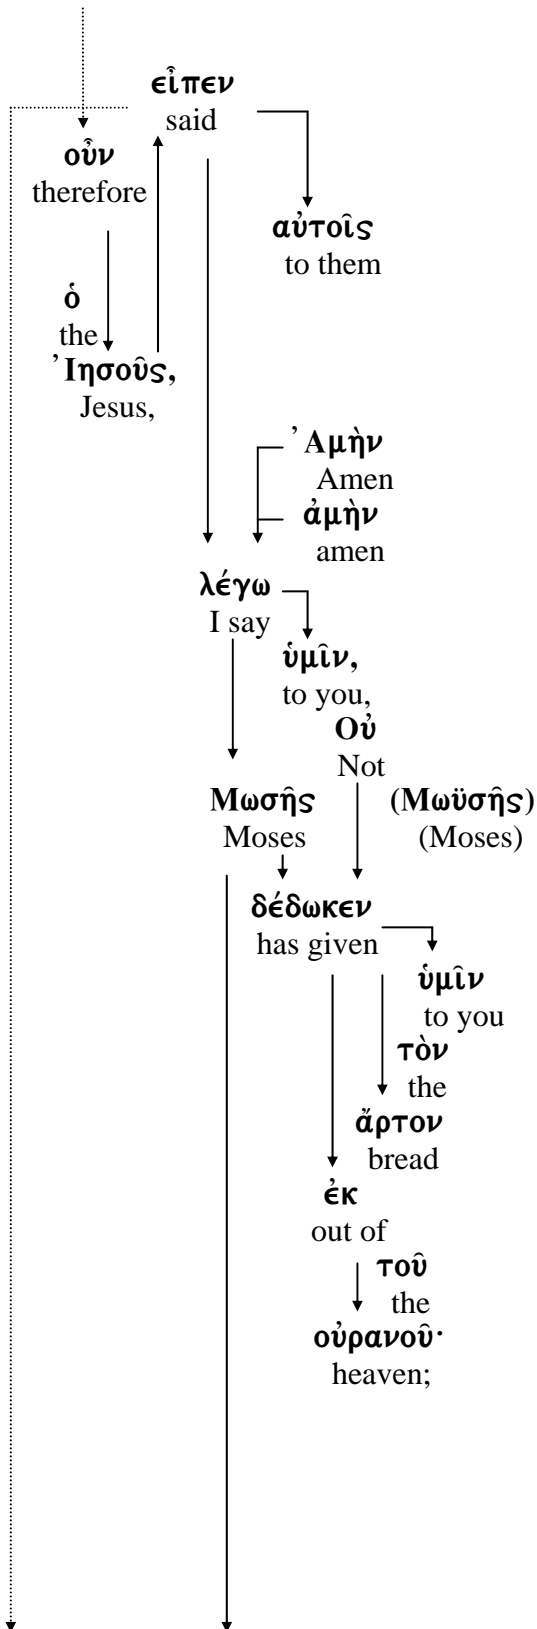 εἶπεν
said
οὖν
therefore
αὐτοῖς
to them
ὁ
the
Ἰησοῦς,
Jesus,
Ἀμὴν
Amen
ἀμὴν
amen
λέγω
I say
ὑμῖν,
to you,
Οὐ
Not
Μωσῆς (Μωϋσῆς)
Moses (Moses)
δέδωκεν
has given
ὑμῖν
to you
τὸν
the
ἄρτον
bread
ἐκ
out of
τοῦ
the
οὐρανοῦ·
heaven;